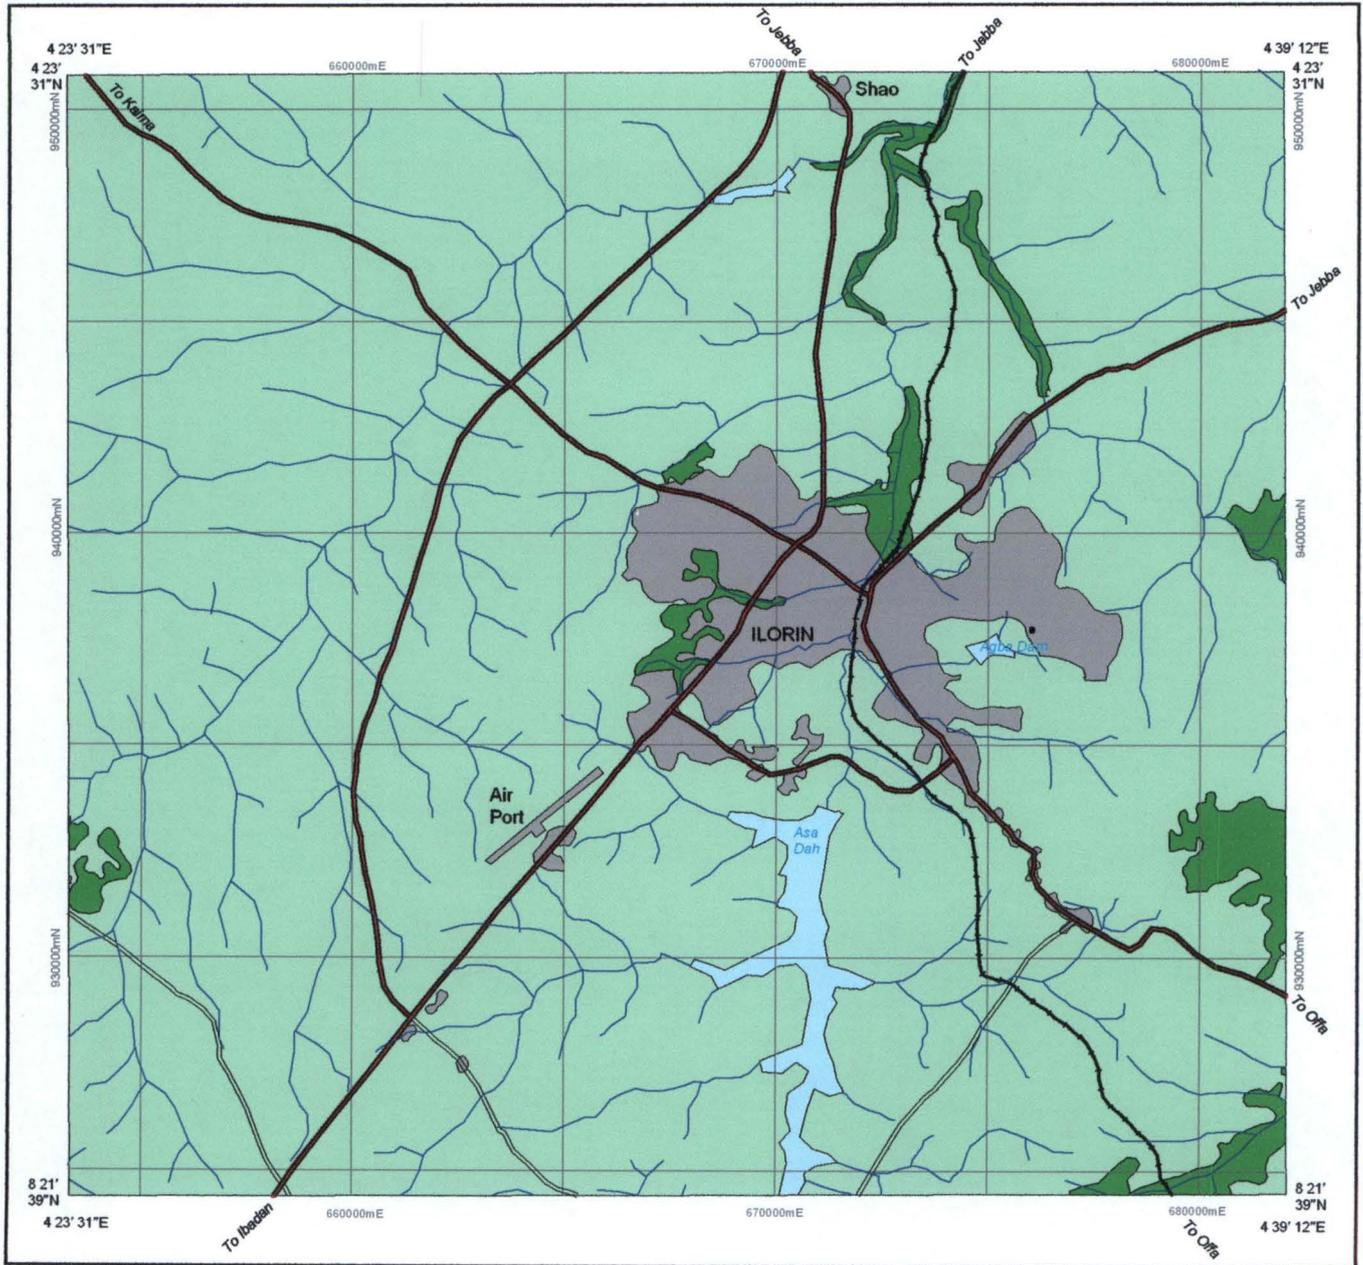 To Jebba
To Jebba
4 23' 31"E
4 39' 12"E
4 23'
31"N
660000mE
670000mE
680000mE
4 23'
31"N
To Kaima
Shao
950000mN
950000mN
To Jebba
940000mN
940000mN
ILORIN
Agba Dam
Air
Port
Asa
Dah
930000mN
930000mN
To Offa
8 21'
39"N
8 21'
39"N
4 23' 31"E
To Ibadan
660000mE
670000mE
680000mE
To Offa
4 39' 12"E